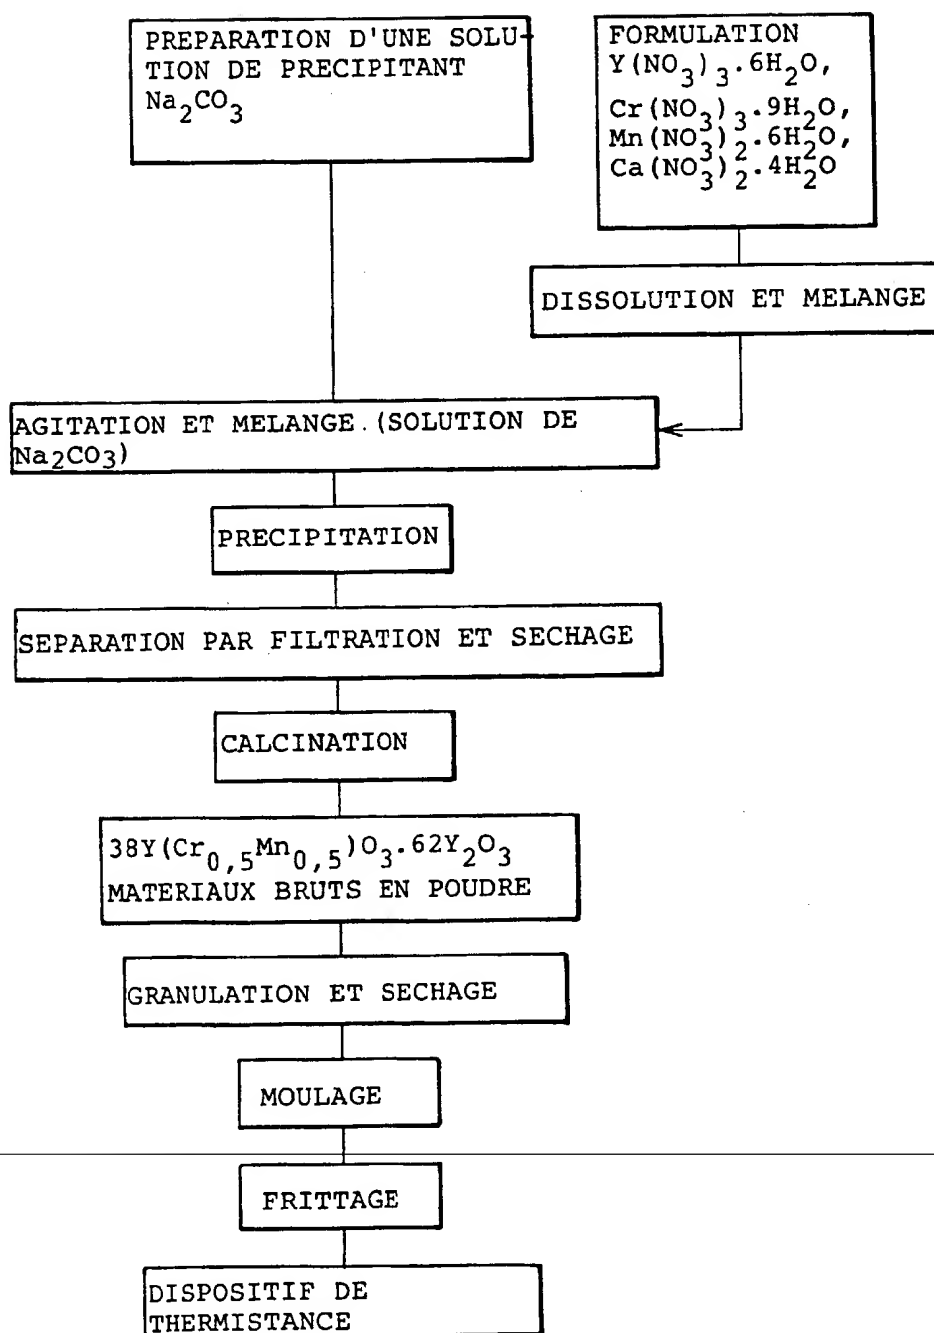 PREPARATION D'UNE SOLU-
TION DE PRECIPITANT
Na₂CO₃
FORMULATION
Y(NO₃)₃.6H₂O,
Cr(NO₃)₃.9H₂O,
Mn(NO₃)₂.6H₂O,
Ca(NO₃)₂.4H₂O
DISSOLUTION ET MELANGE
AGITATION ET MELANGE.(SOLUTION DE
Na₂CO₃)
PRECIPITATION
SEPARATION PAR FILTRATION ET SECHAGE
CALCINATION
38Y(Cr₀,₅Mn₀,₅)O₃.62Y₂O₃
MATERIAUX BRUTS EN POUDRE
GRANULATION ET SECHAGE
MOULAGE
FRITTAGE
DISPOSITIF DE
THERMISTANCE